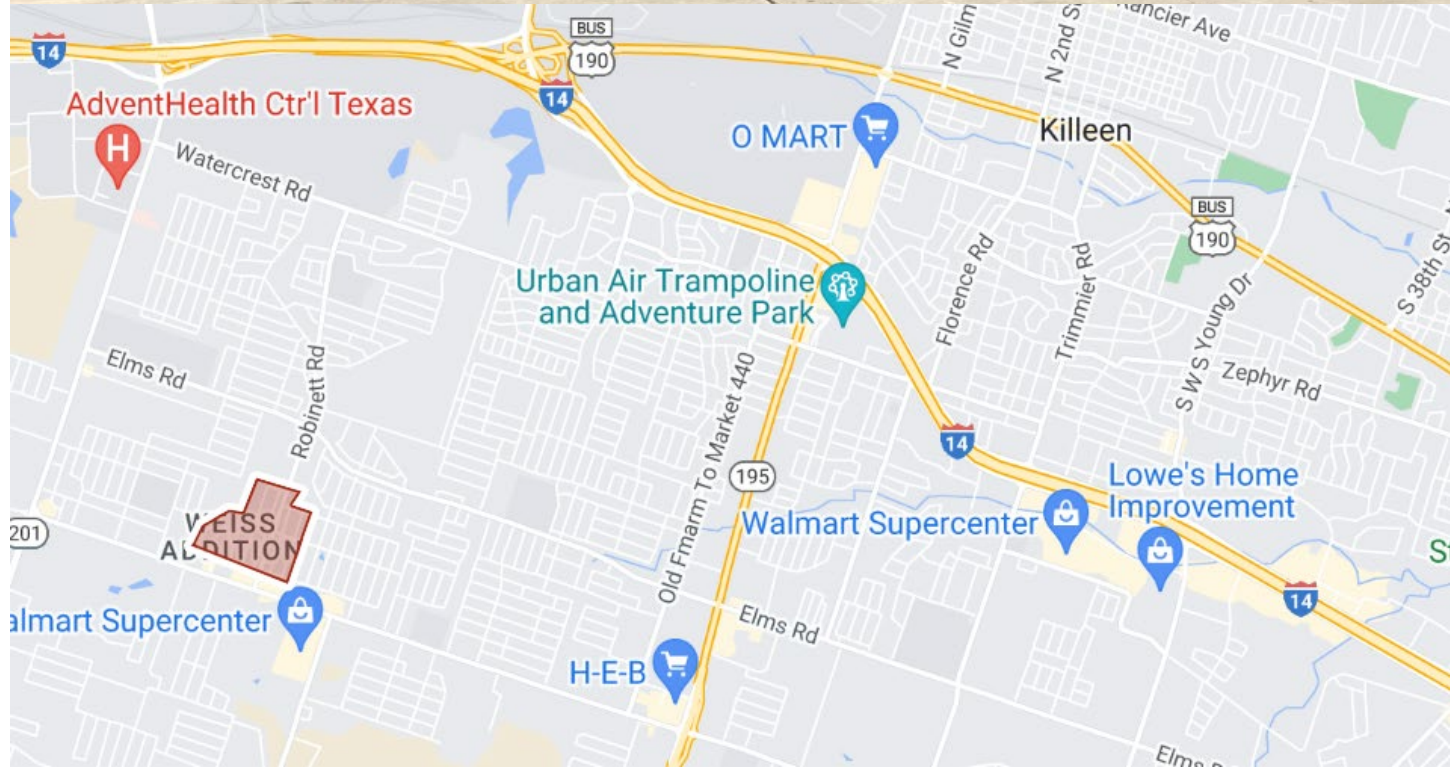 Rancier Ave
BUS
190
14
14
N Gilm
N 2nd S
AdventHealth Ctr'l Texas
H
O MART
Killeen
Watercrest Rd
BUS
190
S 38th St
Urban Air Trampoline
and Adventure Park
Florence Rd
Trimmier Rd
S W S Young Dr
Zephyr Rd
Elms Rd
Robinett Rd
Old Fmarm To Market 440
14
195
Lowe's Home
Improvement
Walmart Supercenter
201
WEISS
ADDITION
St
14
almart Supercenter
Elms Rd
H-E-B
Elms